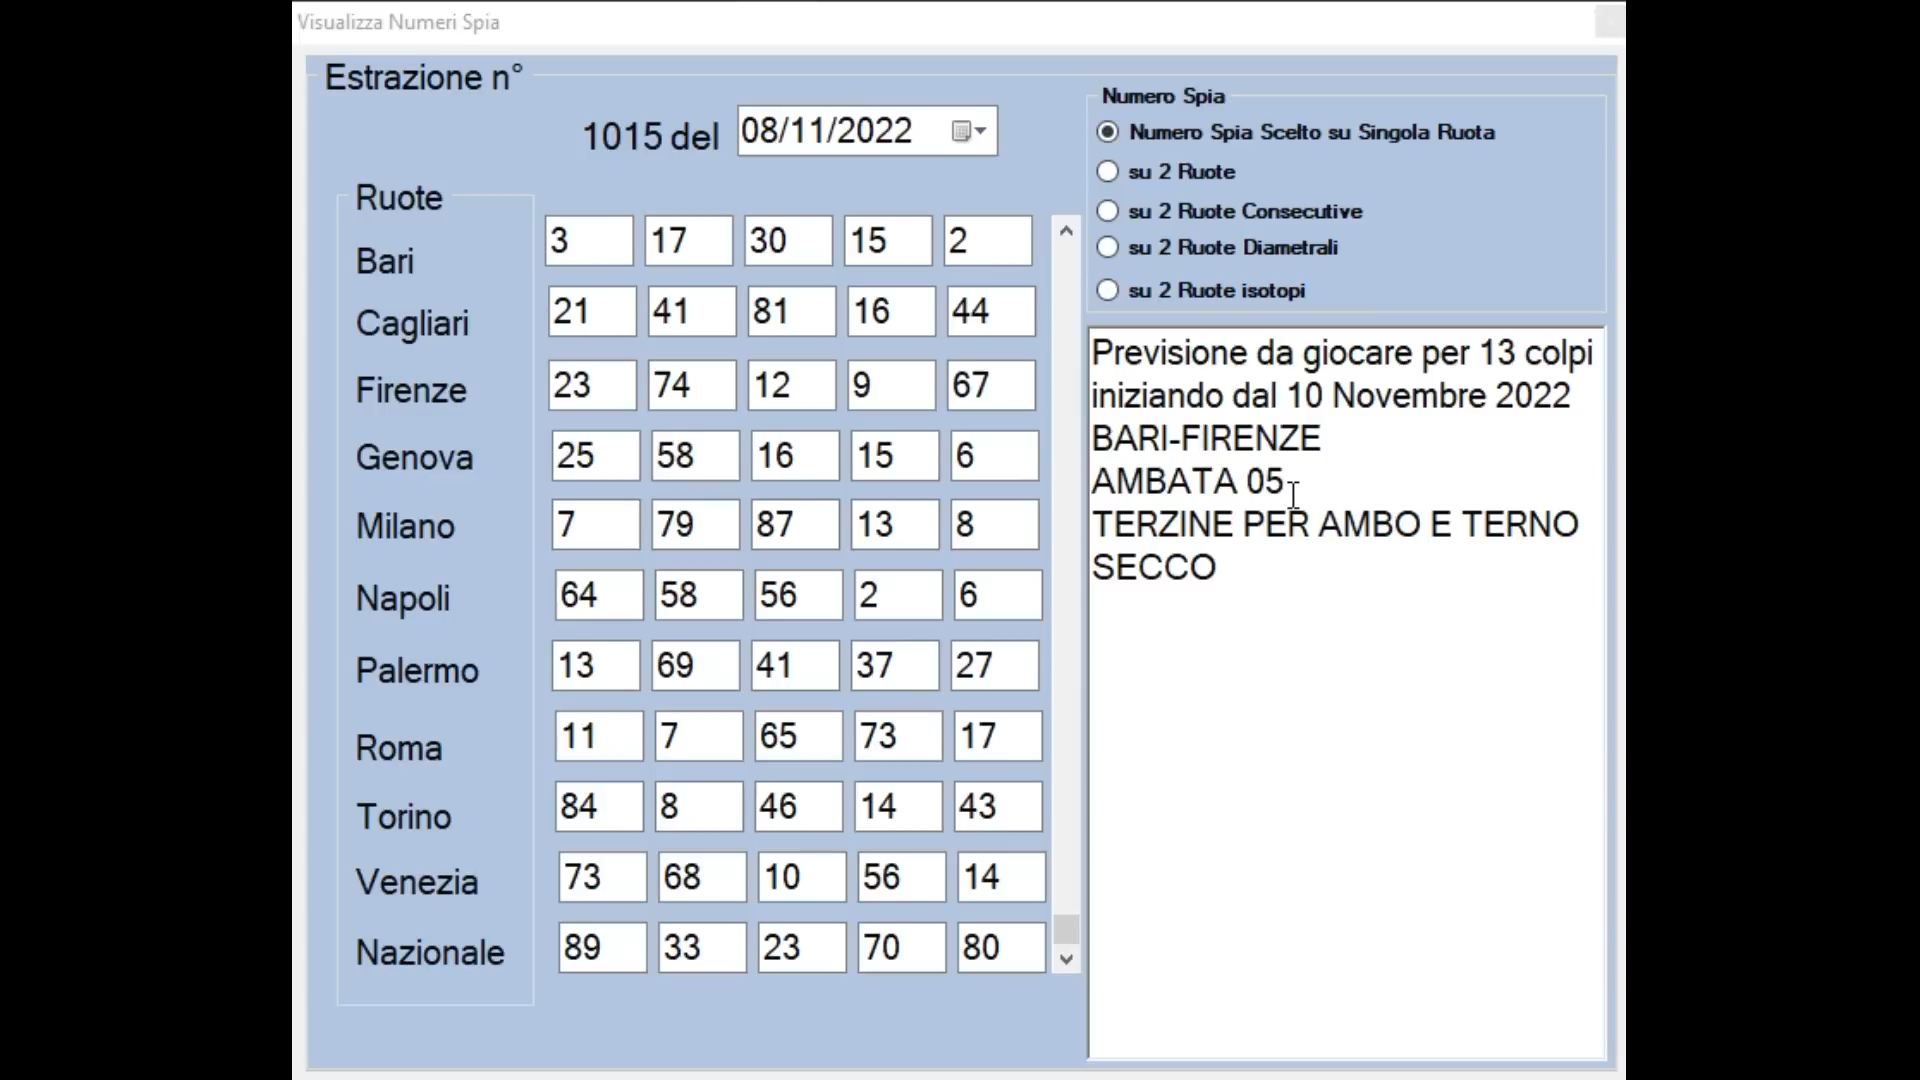 Visualizza Numeri Spia
Estrazione n°
1015 del 08/11/2022
Ruote
Bari 3 17 30 15 2
Cagliari 21 41 81 16 44
Firenze 23 74 12 9 67
Genova 25 58 16 15 6
Milano 7 79 87 13 8
Napoli 64 58 56 2 6
Palermo 13 69 41 37 27
Roma 11 7 65 73 17
Torino 84 8 46 14 43
Venezia 73 68 10 56 14
Nazionale 89 33 23 70 80
Numero Spia
Numero Spia Scelto su Singola Ruota
su 2 Ruote
su 2 Ruote Consecutive
su 2 Ruote Diametrali
su 2 Ruote isotopi
Previsione da giocare per 13 colpi
iniziando dal 10 Novembre 2022
BARI-FIRENZE
AMBATA 05
TERZINE PER AMBO E TERNO
SECCO